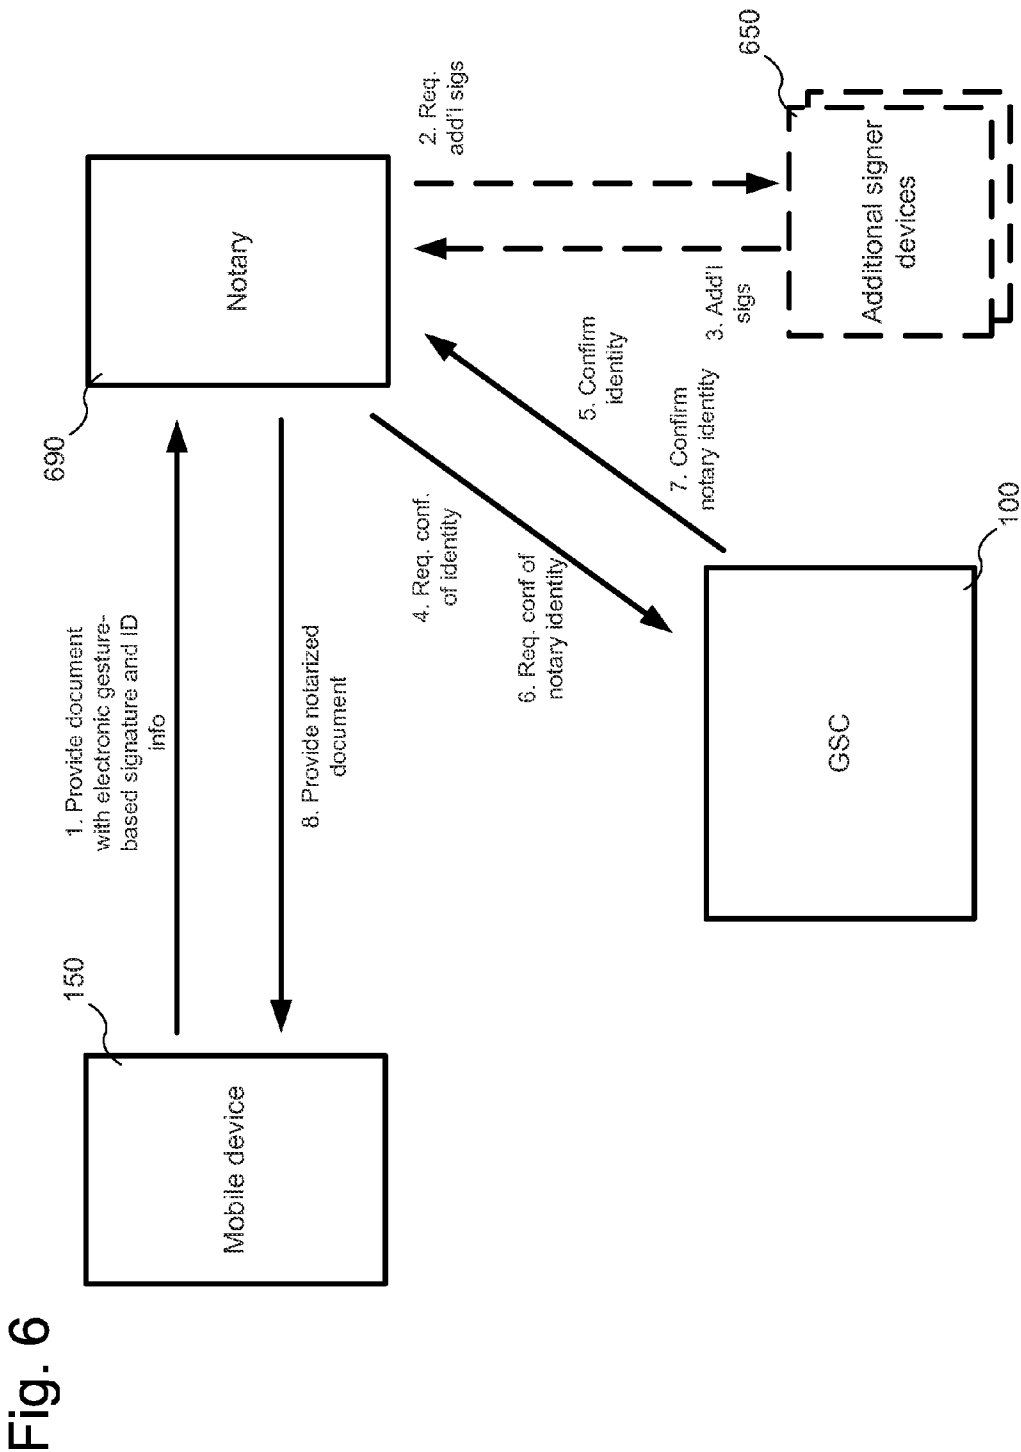 Fig. 6
Mobile device
150
1. Provide document
with electronic gesture-
based signature and ID
info
8. Provide notarized
document
690
Notary
2. Req.
add'l sigs
3. Add'l
sigs
650
Additional signer
devices
4. Req. conf.
of identity
5. Confirm
identity
6. Req. conf of
notary identity
7. Confirm
notary identity
GSC
100